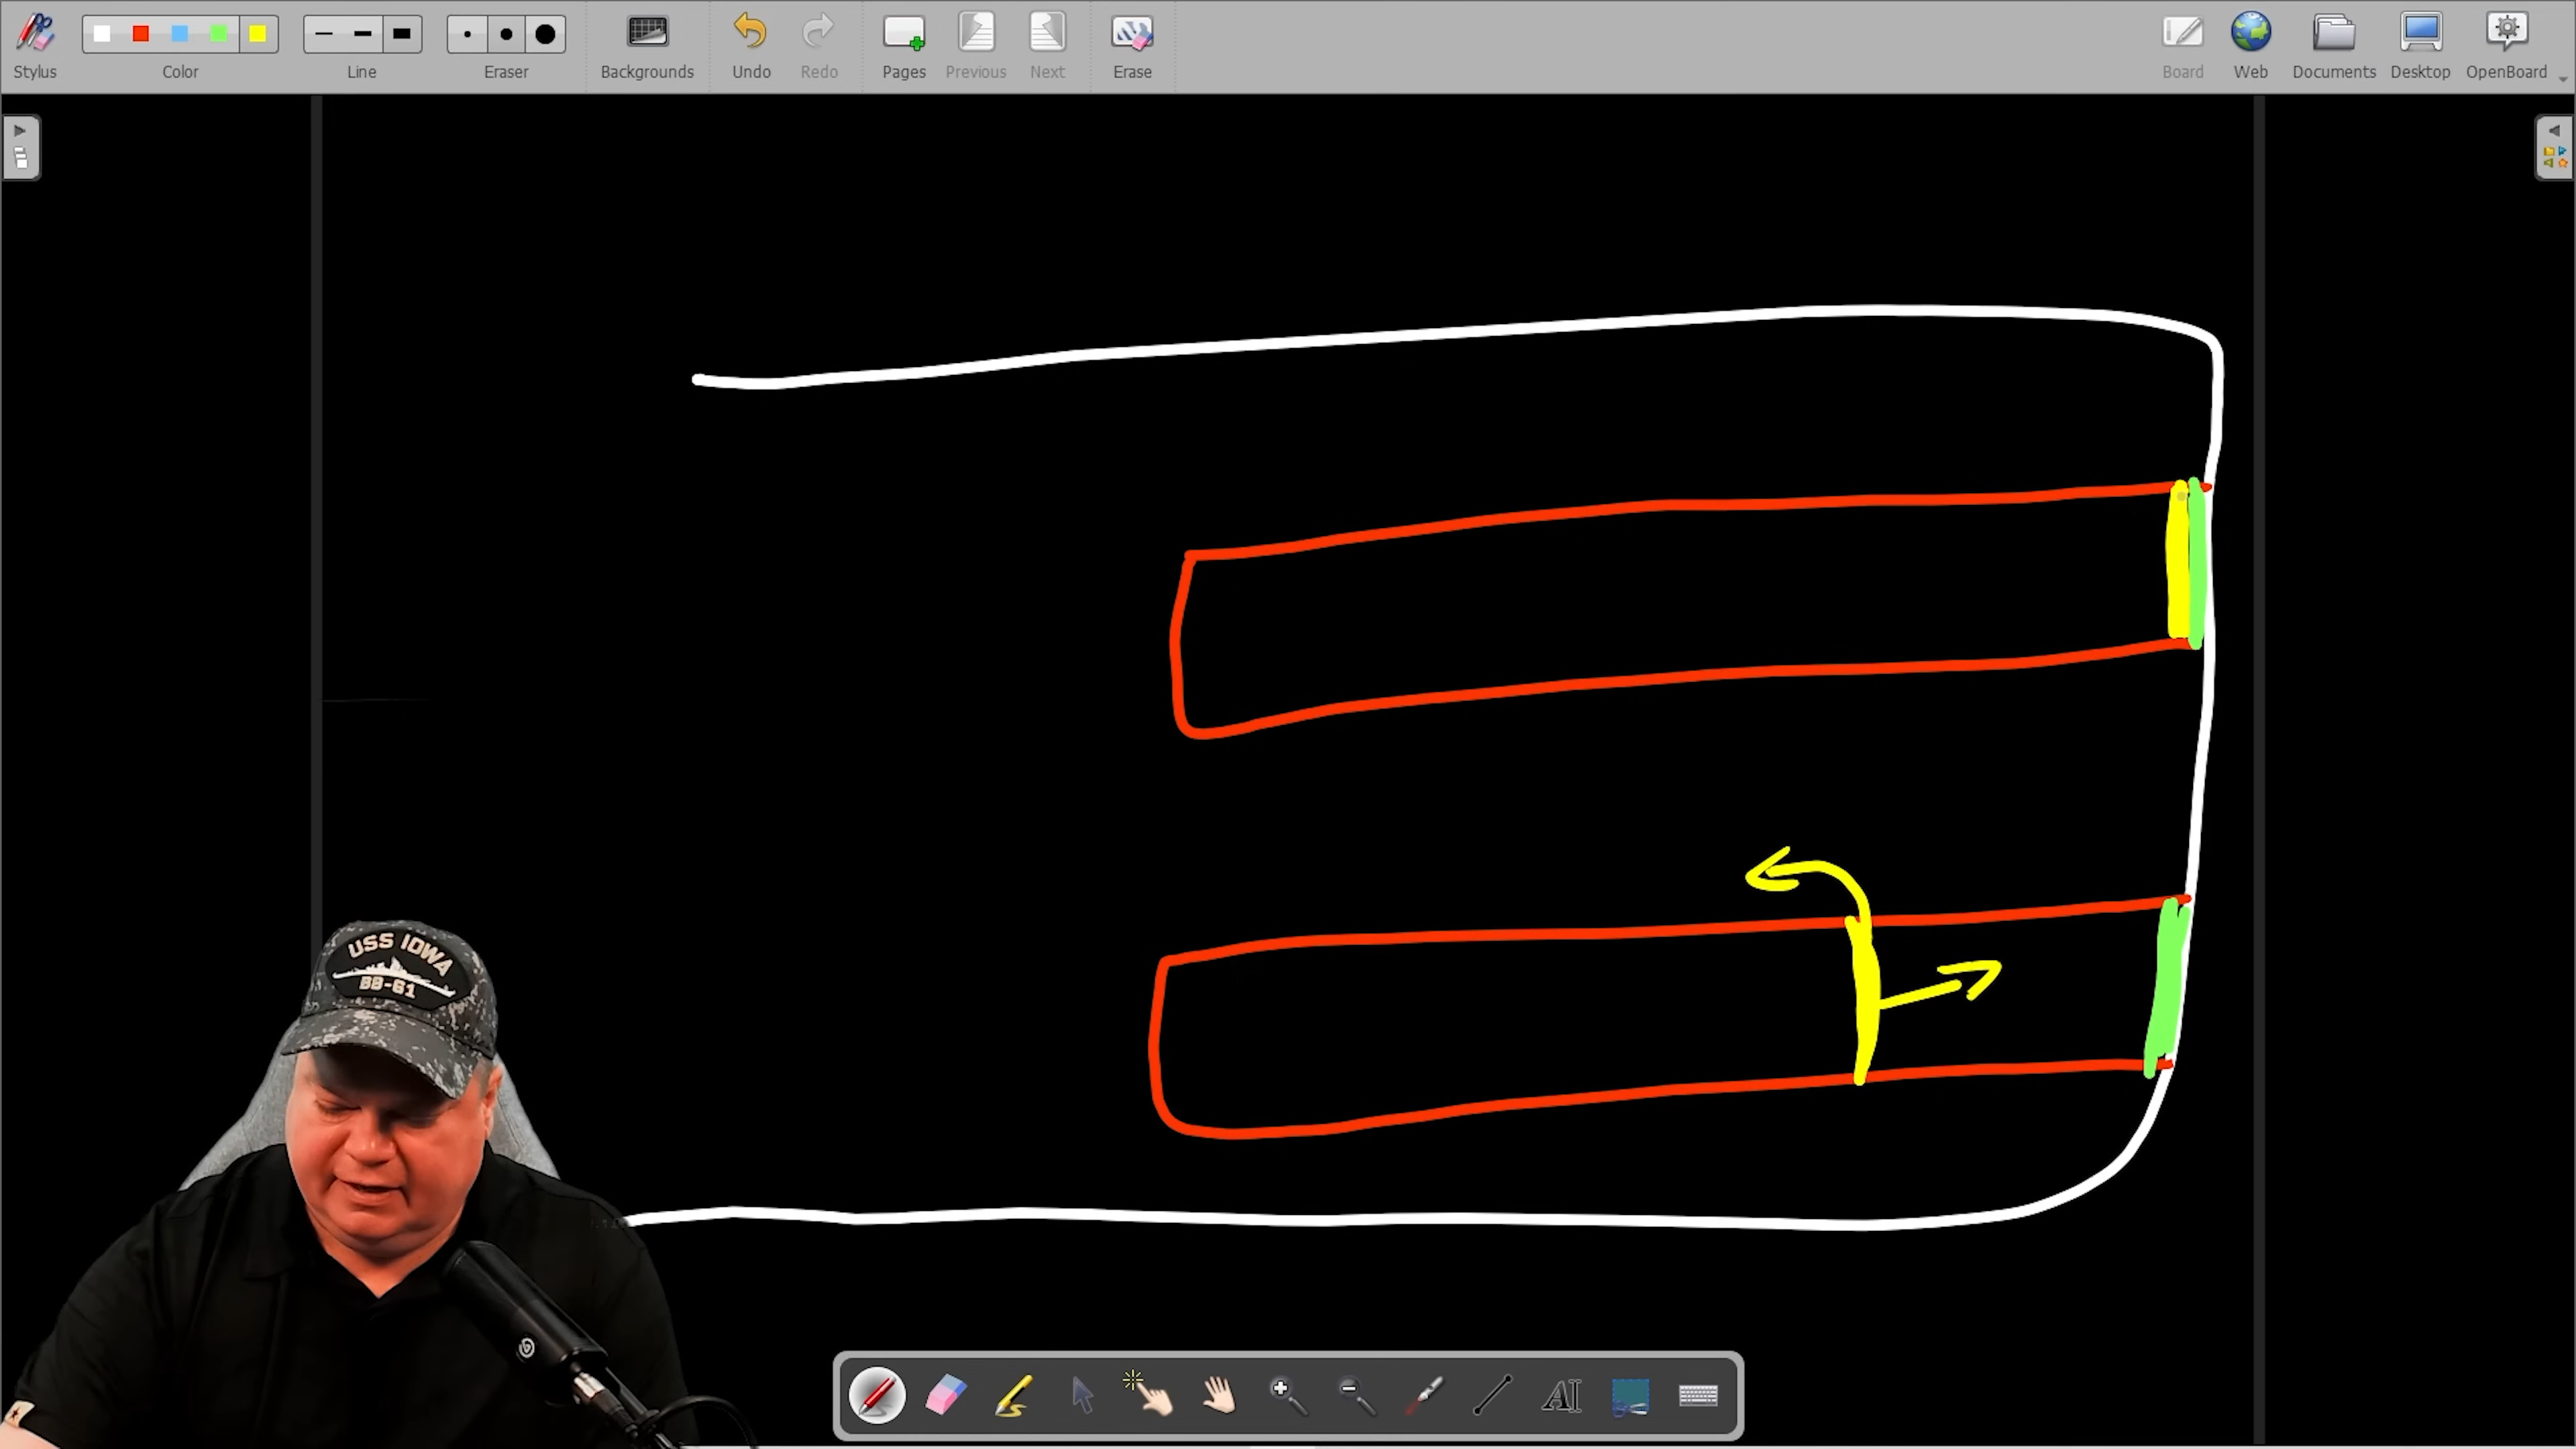 Stylus
Color
Line
Eraser
Backgrounds
Undo
Redo
Pages
Previous
Next
Erase
Board
Web
Documents
Desktop
OpenBoard
USS IOWA
BB-61
AI